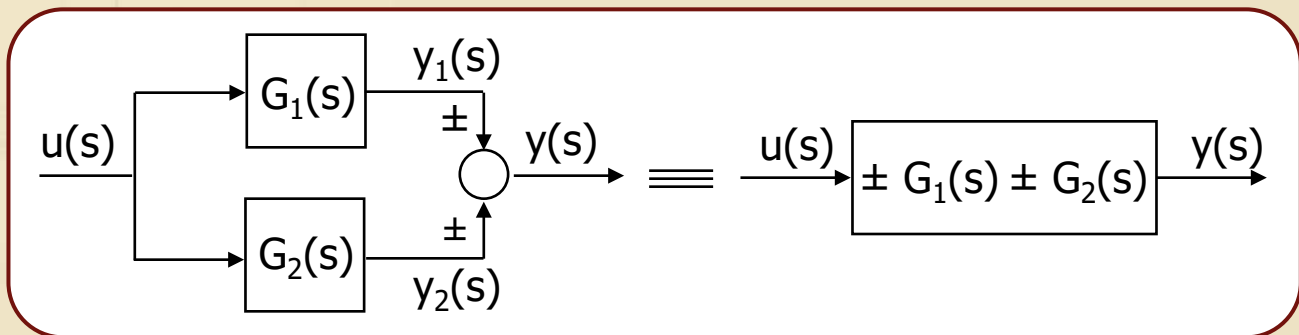 y₁(s)
G₁(s)
±
u(s)
y(s)
G₂(s)
±
y₂(s)
u(s)
± G₁(s) ± G₂(s)
y(s)